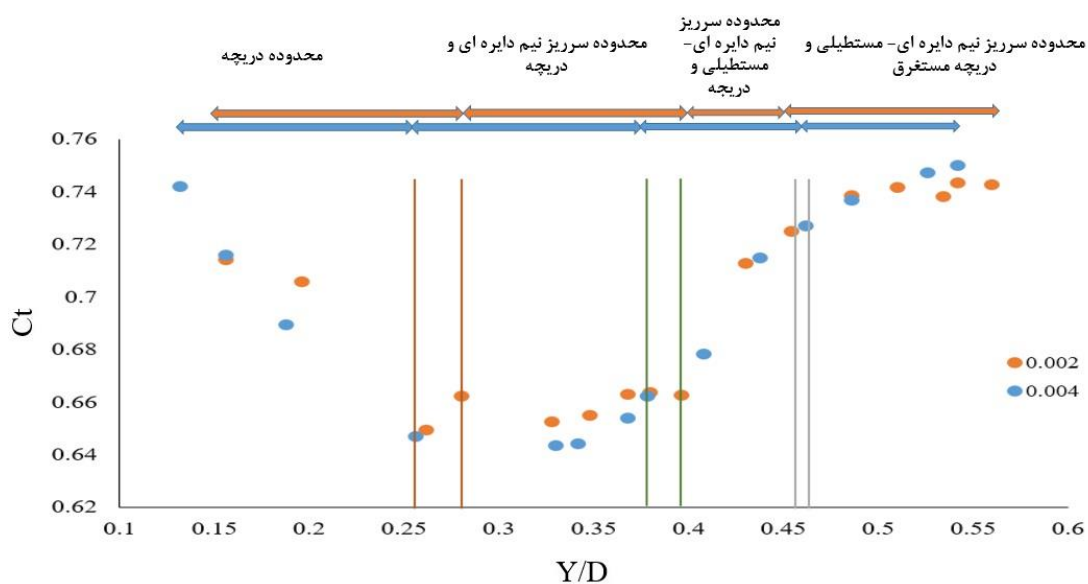 محدوده دریچه
محدوده سرریز نیم دایره ای و
دریچه
محدوده سرریز
نیم دایره ای-
مستطیلی و
دریچه
محدوده سرریز نیم دایره ای- مستطیلی و
دریچه مستغرق
0.76
0.74
0.72
0.7
0.68
0.66
0.64
0.62
Ct
0.1 0.15 0.2 0.25 0.3 0.35 0.4 0.45 0.5 0.55 0.6
Y/D
0.002
0.004